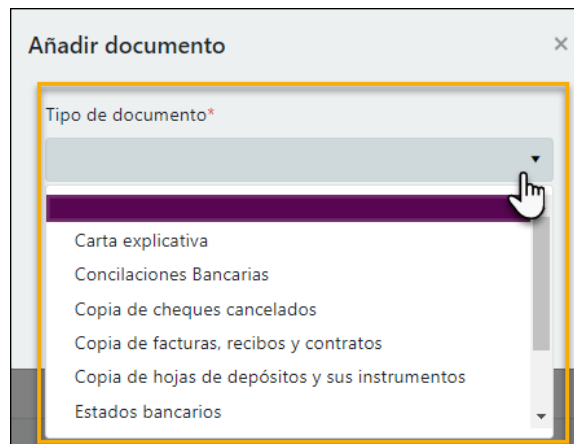 Añadir documento
Tipo de documento*
Carta explicativa
Concilaciones Bancarias
Copia de cheques cancelados
Copia de facturas, recibos y contratos
Copia de hojas de depósitos y sus instrumentos
Estados bancarios